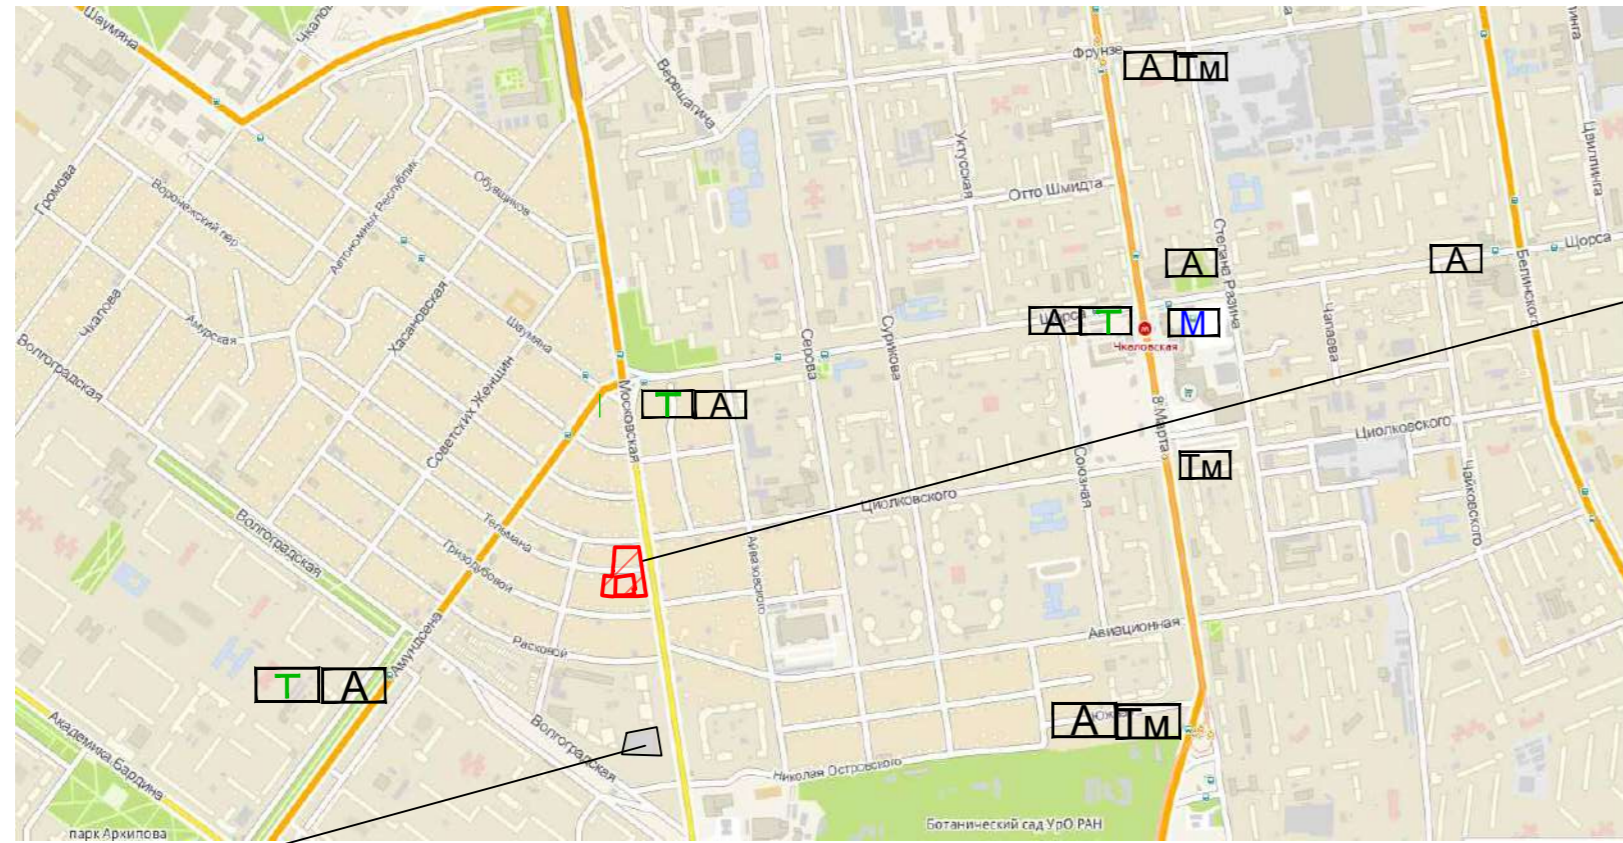 Шаумяна
Верещагина
Фрунзе
А
Тм
Цвиллинга
Громова
Воронежский пер
Автономных Республик
Обувщиков
Уктусская
Отто Шмидта
Степана Разина
А
А
Щорса
Белинского
Чкалова
Хасановская
Амурская
Шаумяна
Щорса
А
Т
М
Чкаловская
Чапаева
Волгоградская
Советских Женщин
Московская
Т
А
Серова
Сурикова
8 Марта
Циолковского
Тм
Союзная
Чайковского
Циолковского
Волгоградская
Тельмана
Гризодубовой
Айвазовского
Расковой
Амундсена
Авиационная
Т
А
А
Тм
Академика Бардина
Волгоградская
Николая Островского
парк Архипова
Ботанический сад УрО РАН